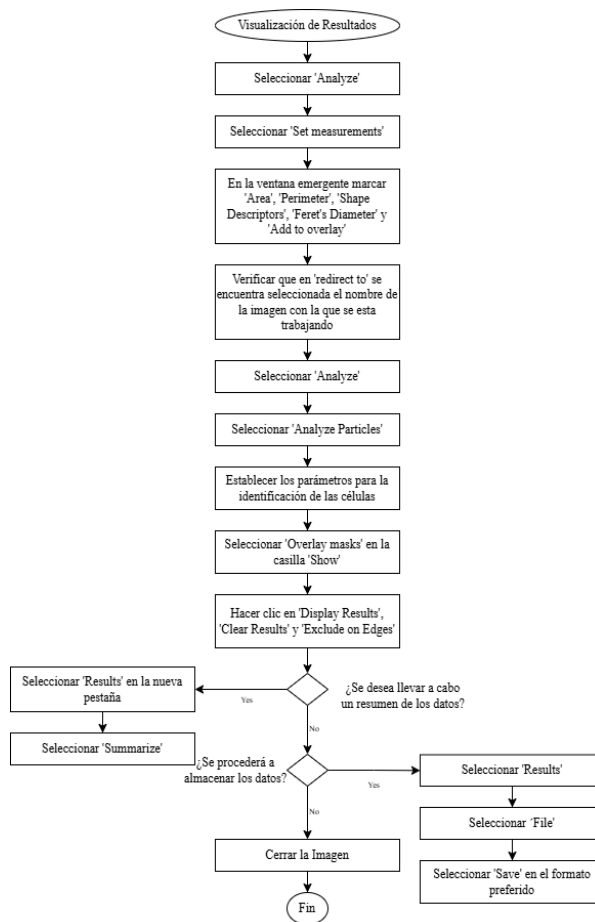 Visualización de Resultados
Seleccionar 'Analyze'
Seleccionar 'Set measurements'
En la ventana emergente marcar
'Area', 'Perimeter', 'Shape
Descriptors', 'Feret's Diameter' y
'Add to overlay'
Verificar que en 'redirect to' se
encuentra seleccionada el nombre de
la imagen con la que se esta
trabajando
Seleccionar 'Analyze'
Seleccionar 'Analyze Particles'
Establecer los parámetros para la
identificación de las células
Seleccionar 'Overlay masks' en la
casilla 'Show'
Hacer clic en 'Display Results',
'Clear Results' y 'Exclude on Edges'
¿Se desea llevar a cabo
un resumen de los datos?
Yes
Seleccionar 'Results' en la nueva
pestaña
Seleccionar 'Summarize'
No
¿Se procederá a
almacenar los datos?
Yes
Seleccionar 'Results'
Seleccionar 'File'
Seleccionar 'Save' en el formato
preferido
No
Cerrar la Imagen
Fin